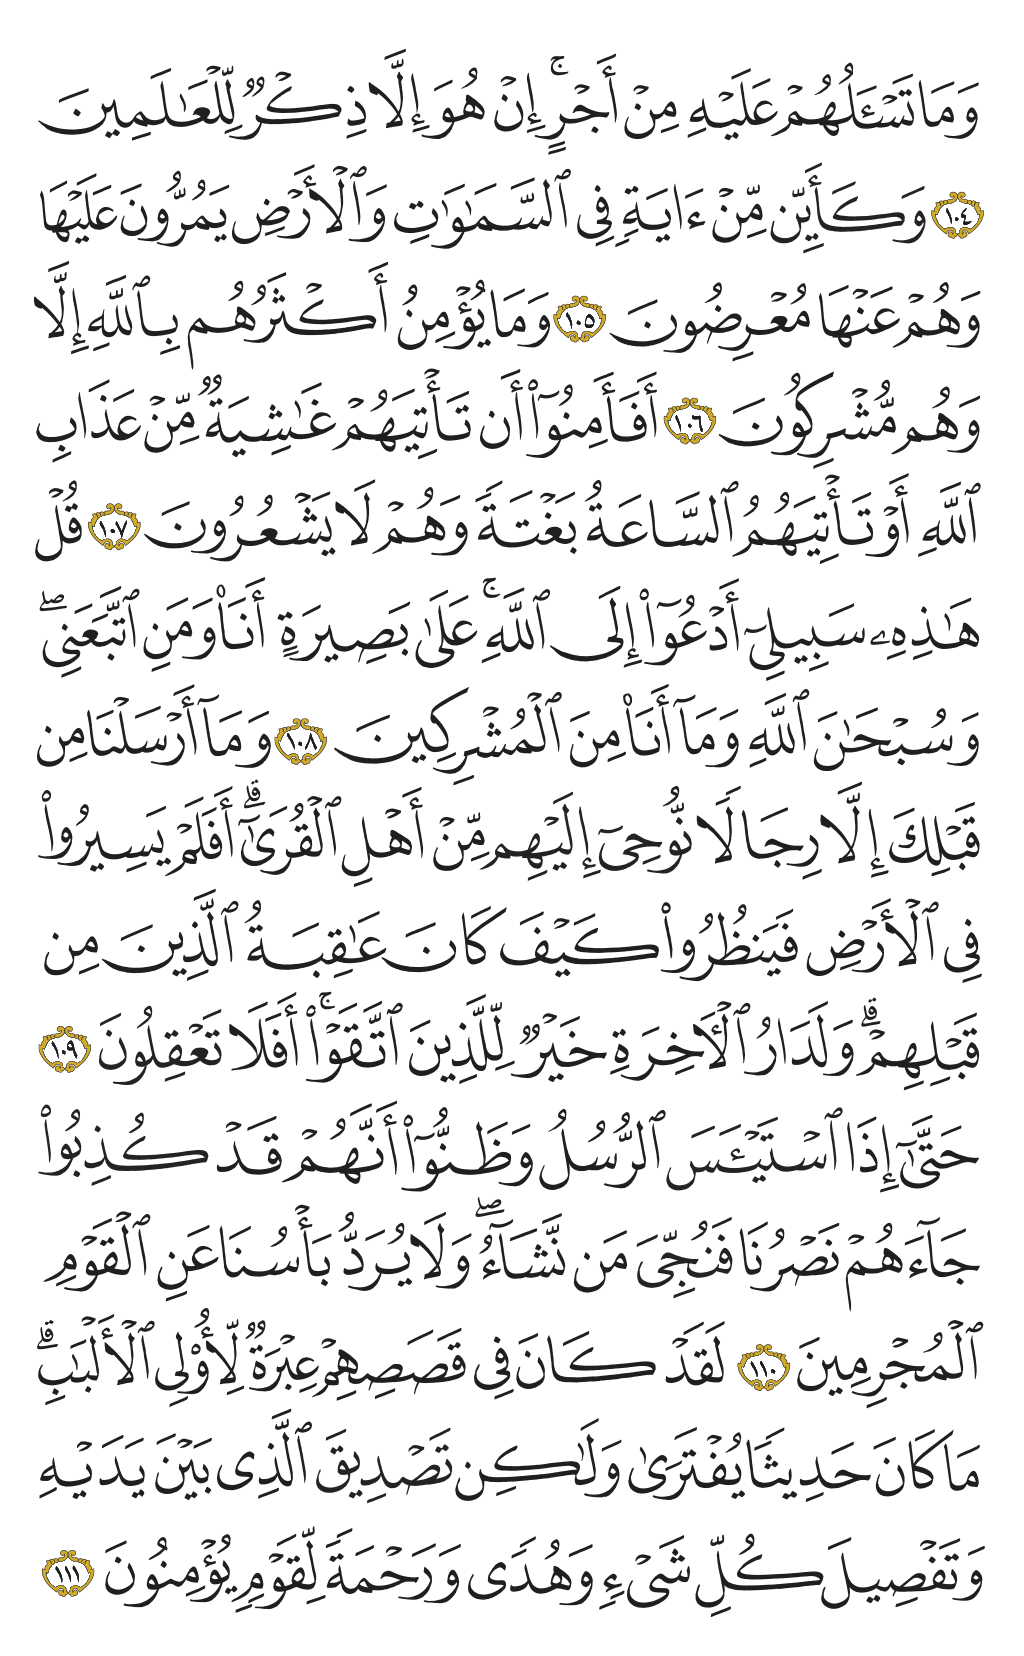 وَمَا تَسْـَٔلُهُمْ عَلَيْهِ مِنْ أَجْرٍ ۚ إِنْ هُوَ إِلَّا ذِكْرٌ لِّلْعَـٰلَمِينَ
١٠٤ وَكَأَيِّن مِّنْ ءَايَةٍ فِى ٱلسَّمَـٰوَٰتِ وَٱلْأَرْضِ يَمُرُّونَ عَلَيْهَا
وَهُمْ عَنْهَا مُعْرِضُونَ ١٠٥ وَمَا يُؤْمِنُ أَكْثَرُهُم بِٱللَّهِ إِلَّا
وَهُم مُّشْرِكُونَ ١٠٦ أَفَأَمِنُوٓا۟ أَن تَأْتِيَهُمْ غَـٰشِيَةٌ مِّنْ عَذَابِ
ٱللَّهِ أَوْ تَأْتِيَهُمُ ٱلسَّاعَةُ بَغْتَةً وَهُمْ لَا يَشْعُرُونَ ١٠٧ قُلْ
هَـٰذِهِۦ سَبِيلِىٓ أَدْعُوٓا۟ إِلَى ٱللَّهِ ۚ عَلَىٰ بَصِيرَةٍ أَنَا۠ وَمَنِ ٱتَّبَعَنِى ۖ
وَسُبْحَـٰنَ ٱللَّهِ وَمَآ أَنَا۠ مِنَ ٱلْمُشْرِكِينَ ١٠٨ وَمَآ أَرْسَلْنَا مِن
قَبْلِكَ إِلَّا رِجَالًا نُّوحِىٓ إِلَيْهِم مِّنْ أَهْلِ ٱلْقُرَىٰٓ ۗ أَفَلَمْ يَسِيرُوا۟
فِى ٱلْأَرْضِ فَيَنظُرُوا۟ كَيْفَ كَانَ عَـٰقِبَةُ ٱلَّذِينَ مِن
قَبْلِهِمْ ۗ وَلَدَارُ ٱلْـَٔاخِرَةِ خَيْرٌ لِّلَّذِينَ ٱتَّقَوْا۟ ۚ أَفَلَا تَعْقِلُونَ ١٠٩
حَتَّىٰٓ إِذَا ٱسْتَيْـَٔسَ ٱلرُّسُلُ وَظَنُّوٓا۟ أَنَّهُمْ قَدْ كُذِبُوا۟
جَآءَهُمْ نَصْرُنَا فَنُجِّىَ مَن نَّشَآءُ ۖ وَلَا يُرَدُّ بَأْسُنَا عَنِ ٱلْقَوْمِ
ٱلْمُجْرِمِينَ ١١٠ لَقَدْ كَانَ فِى قَصَصِهِمْ عِبْرَةٌ لِّأُو۟لِى ٱلْأَلْبَـٰبِ ۗ
مَا كَانَ حَدِيثًا يُفْتَرَىٰ وَلَـٰكِن تَصْدِيقَ ٱلَّذِى بَيْنَ يَدَيْهِ
وَتَفْصِيلَ كُلِّ شَىْءٍ وَهُدًى وَرَحْمَةً لِّقَوْمٍ يُؤْمِنُونَ ١١١